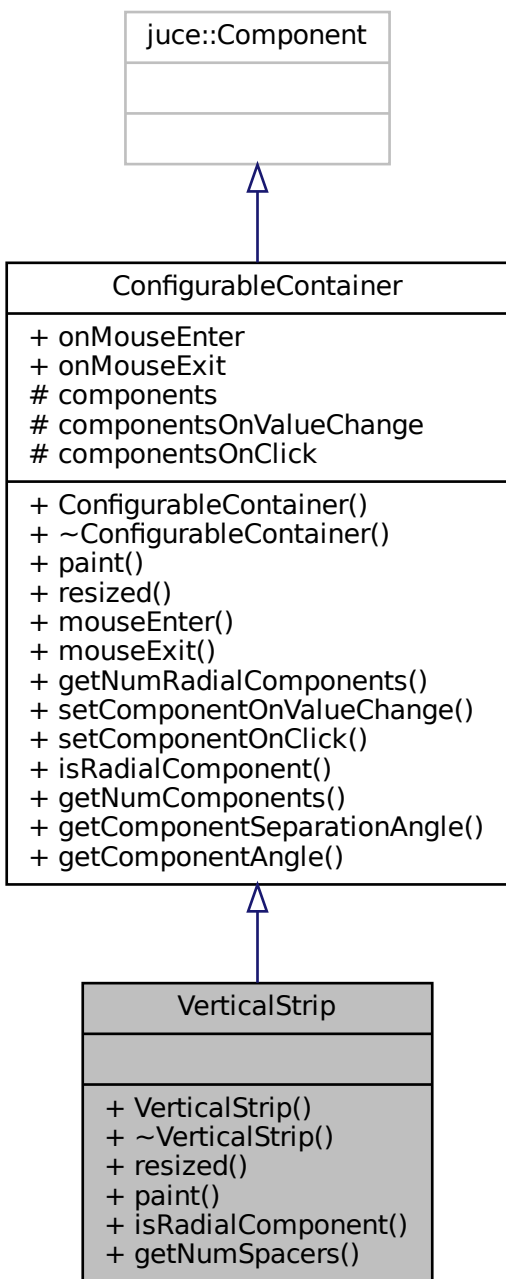 juce::Component
ConfigurableContainer
+ onMouseEnter
+ onMouseExit
# components
# componentsOnValueChange
# componentsOnClick
+ ConfigurableContainer()
+ ~ConfigurableContainer()
+ paint()
+ resized()
+ mouseEnter()
+ mouseExit()
+ getNumRadialComponents()
+ setComponentOnValueChange()
+ setComponentOnClick()
+ isRadialComponent()
+ getNumComponents()
+ getComponentSeparationAngle()
+ getComponentAngle()
VerticalStrip
+ VerticalStrip()
+ ~VerticalStrip()
+ resized()
+ paint()
+ isRadialComponent()
+ getNumSpacers()